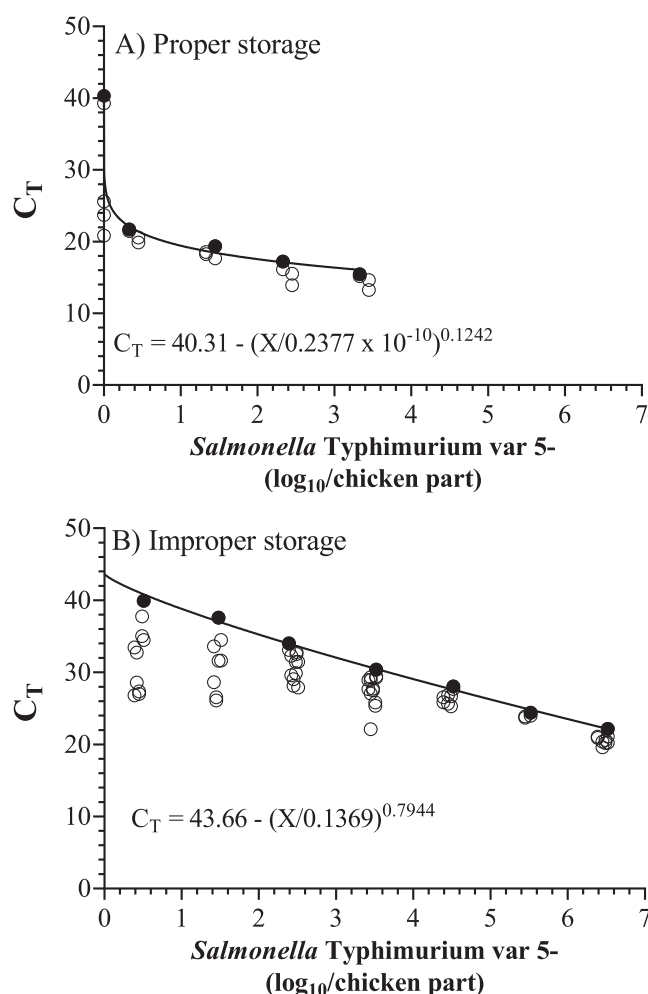 A) Proper storage
50
40
30
20
10
0
C_T
C_T = 40.31 - (X/0.2377 x 10^-10)^0.1242
0 1 2 3 4 5 6 7
Salmonella Typhimurium var 5-
(log_10/chicken part)
B) Improper storage
50
40
30
20
10
0
C_T
C_T = 43.66 - (X/0.1369)^0.7944
0 1 2 3 4 5 6 7
Salmonella Typhimurium var 5-
(log_10/chicken part)